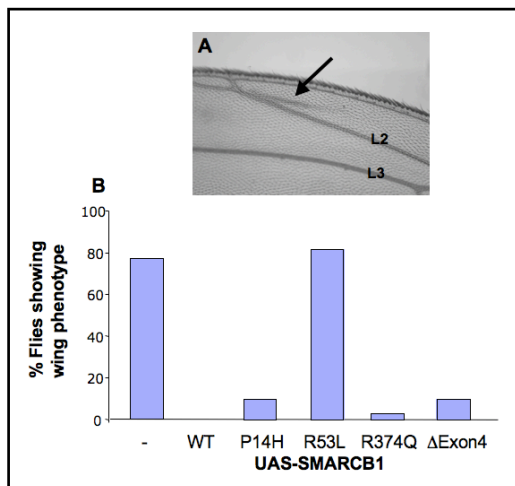 A
L2
L3
B
100
80
60
40
20
0
% Flies showing
wing phenotype
- WT P14H R53L R374Q ΔExon4
UAS-SMARCB1